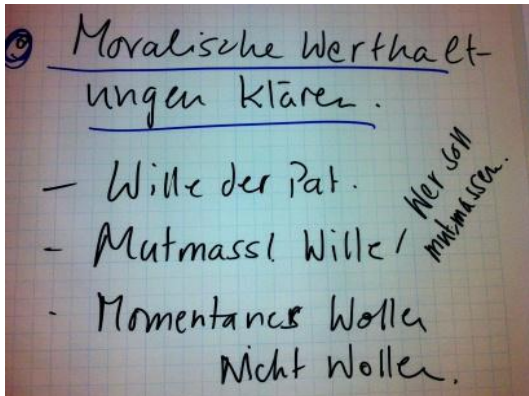 Moralische Werthalt-
ungen klären.
- Wille der Pat.
- Mutmassl Wille /
Wer soll
mutmassen.
- Momentanes Wollen
Nicht Wollen.